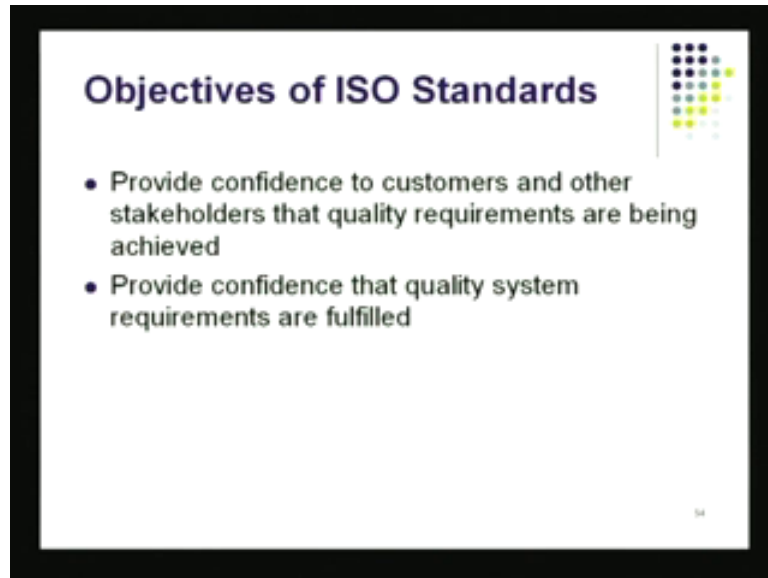 Objectives of ISO Standards
● Provide confidence to customers and other
stakeholders that quality requirements are being
achieved
● Provide confidence that quality system
requirements are fulfilled
54